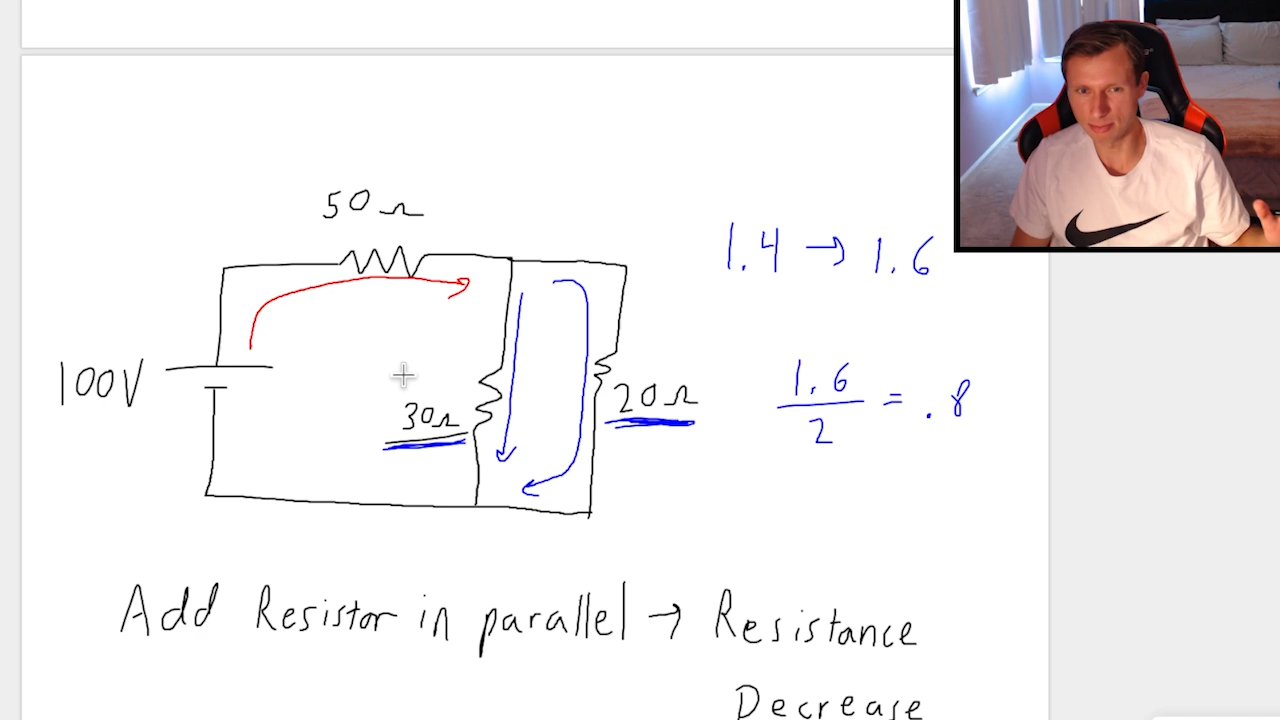 50Ω
1.4 → 1.6
100V
30Ω
20Ω
1.6/2 = .8
Add Resistor in parallel → Resistance
Decrease